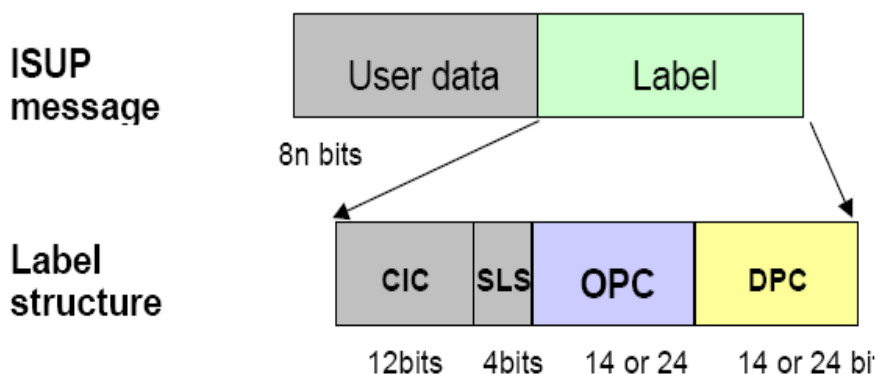 ISUP
message
User data
Label
8n bits
Label
structure
CIC
SLS
OPC
DPC
12bits
4bits
14 or 24
14 or 24 bit